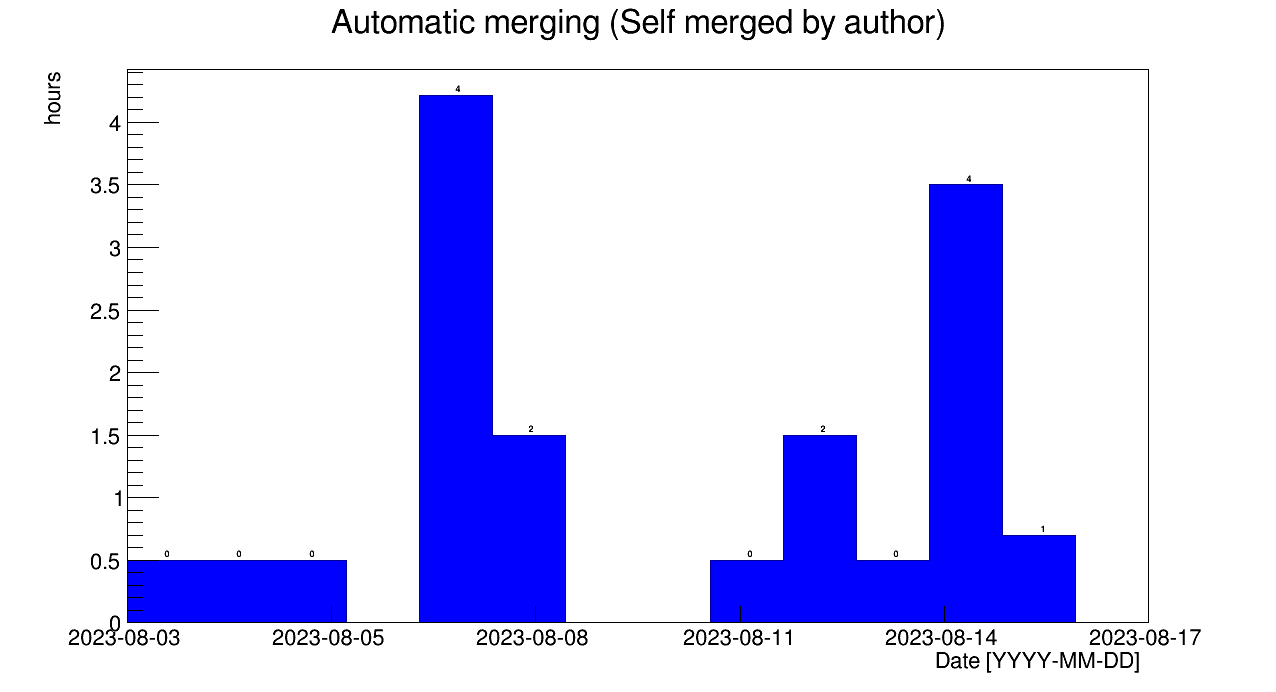 Automatic merging (Self merged by author)
hours
4
3.5
3
2.5
2
1.5
1
0.5
0
0 0 0 4 2 0 2 0 4 1
2023-08-03 2023-08-05 2023-08-08 2023-08-11 2023-08-14 2023-08-17
Date [YYYY-MM-DD]